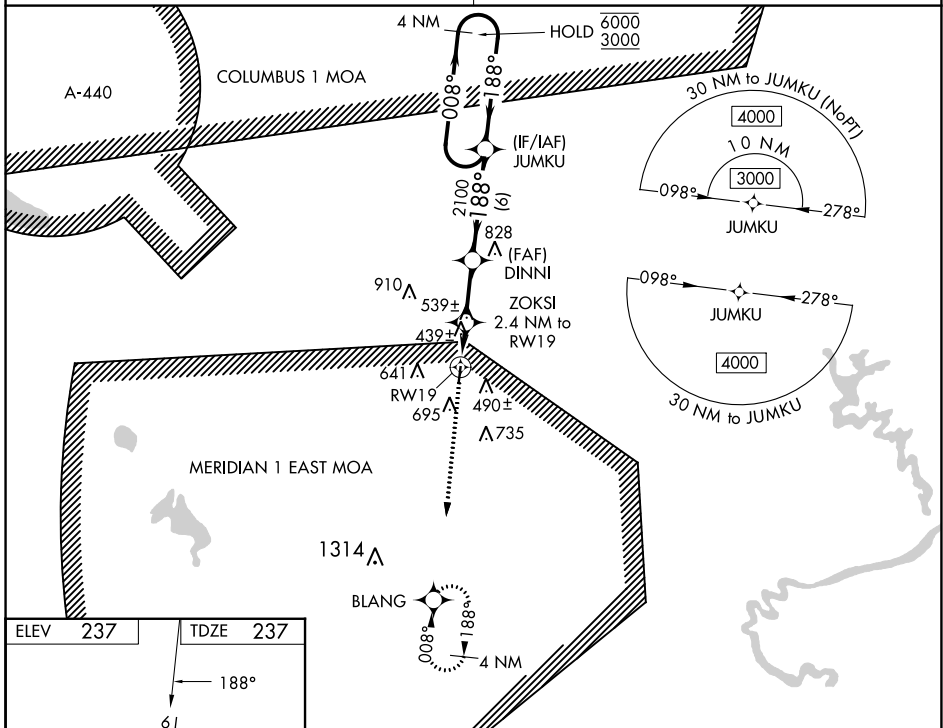 4 NM
HOLD 6000
3000
COLUMBUS 1 MOA
A-440
008°
188°
(IF/IAF)
JUMKU
2100
188°
(6)
828
(FAF)
DINNI
910
539±
ZOKSI
2.4 NM to
RW19
439±
641
RW19
695
490±
735
MERIDIAN 1 EAST MOA
1314
BLANG
008°
188°
4 NM
30 NM to JUMKU (NoPT)
4000
10 NM
3000
098°
278°
JUMKU
098°
278°
JUMKU
4000
30 NM to JUMKU
ELEV 237
TDZE 237
188°